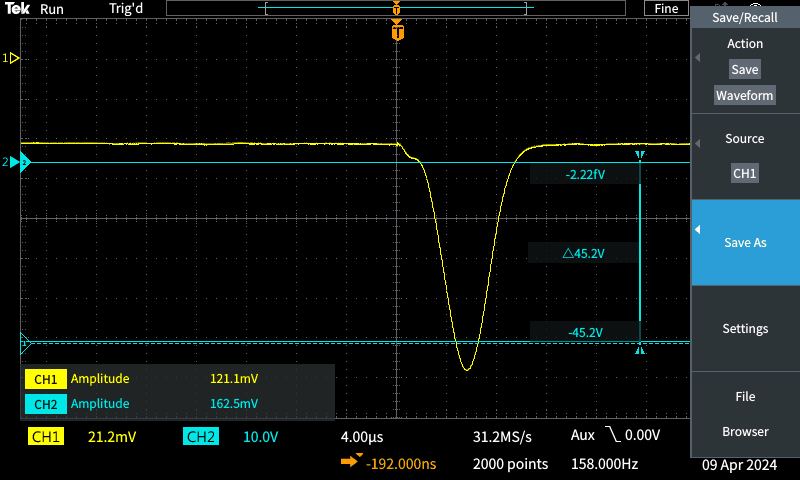 Tek Run Trig'd T Fine
Save/Recall
T
Action
1
Save
Waveform
Source
2 2
-2.22fV
CH1
△45.2V
Save As
-45.2V
Settings
1
CH1 Amplitude 121.1mV
CH2 Amplitude 162.5mV
File
Browser
CH1 21.2mV CH2 10.0V 4.00µs 31.2MS/s Aux 0.00V
-192.000ns 2000 points 158.000Hz 09 Apr 2024